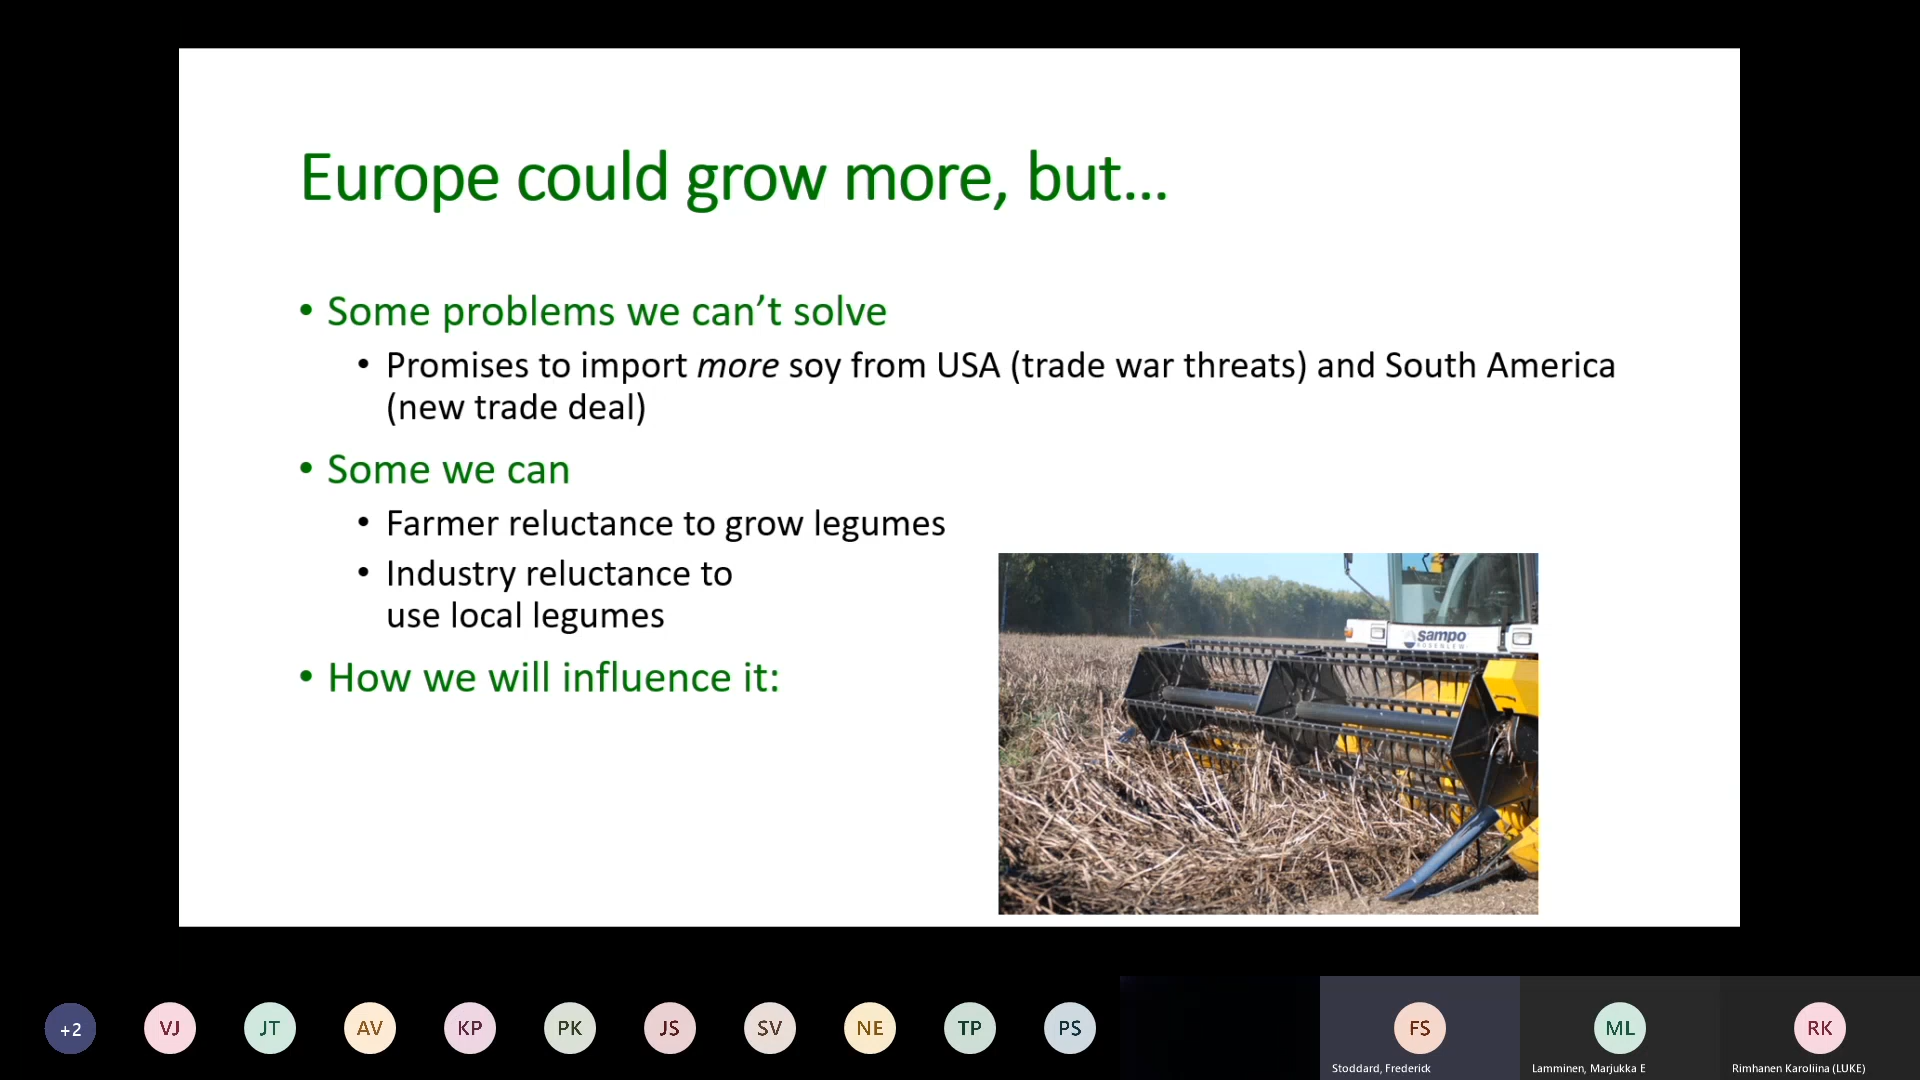 Europe could grow more, but...
• Some problems we can’t solve
• Promises to import more soy from USA (trade war threats) and South America
(new trade deal)
• Some we can
• Farmer reluctance to grow legumes
• Industry reluctance to
use local legumes
• How we will influence it:
sampo
ROSENLEW
+2
VJ
JT
AV
KP
PK
JS
SV
NE
TP
PS
FS
ML
RK
Stoddard, Frederick
Lamminen, Marjukka E
Rimhanen Karoliina (LUKE)